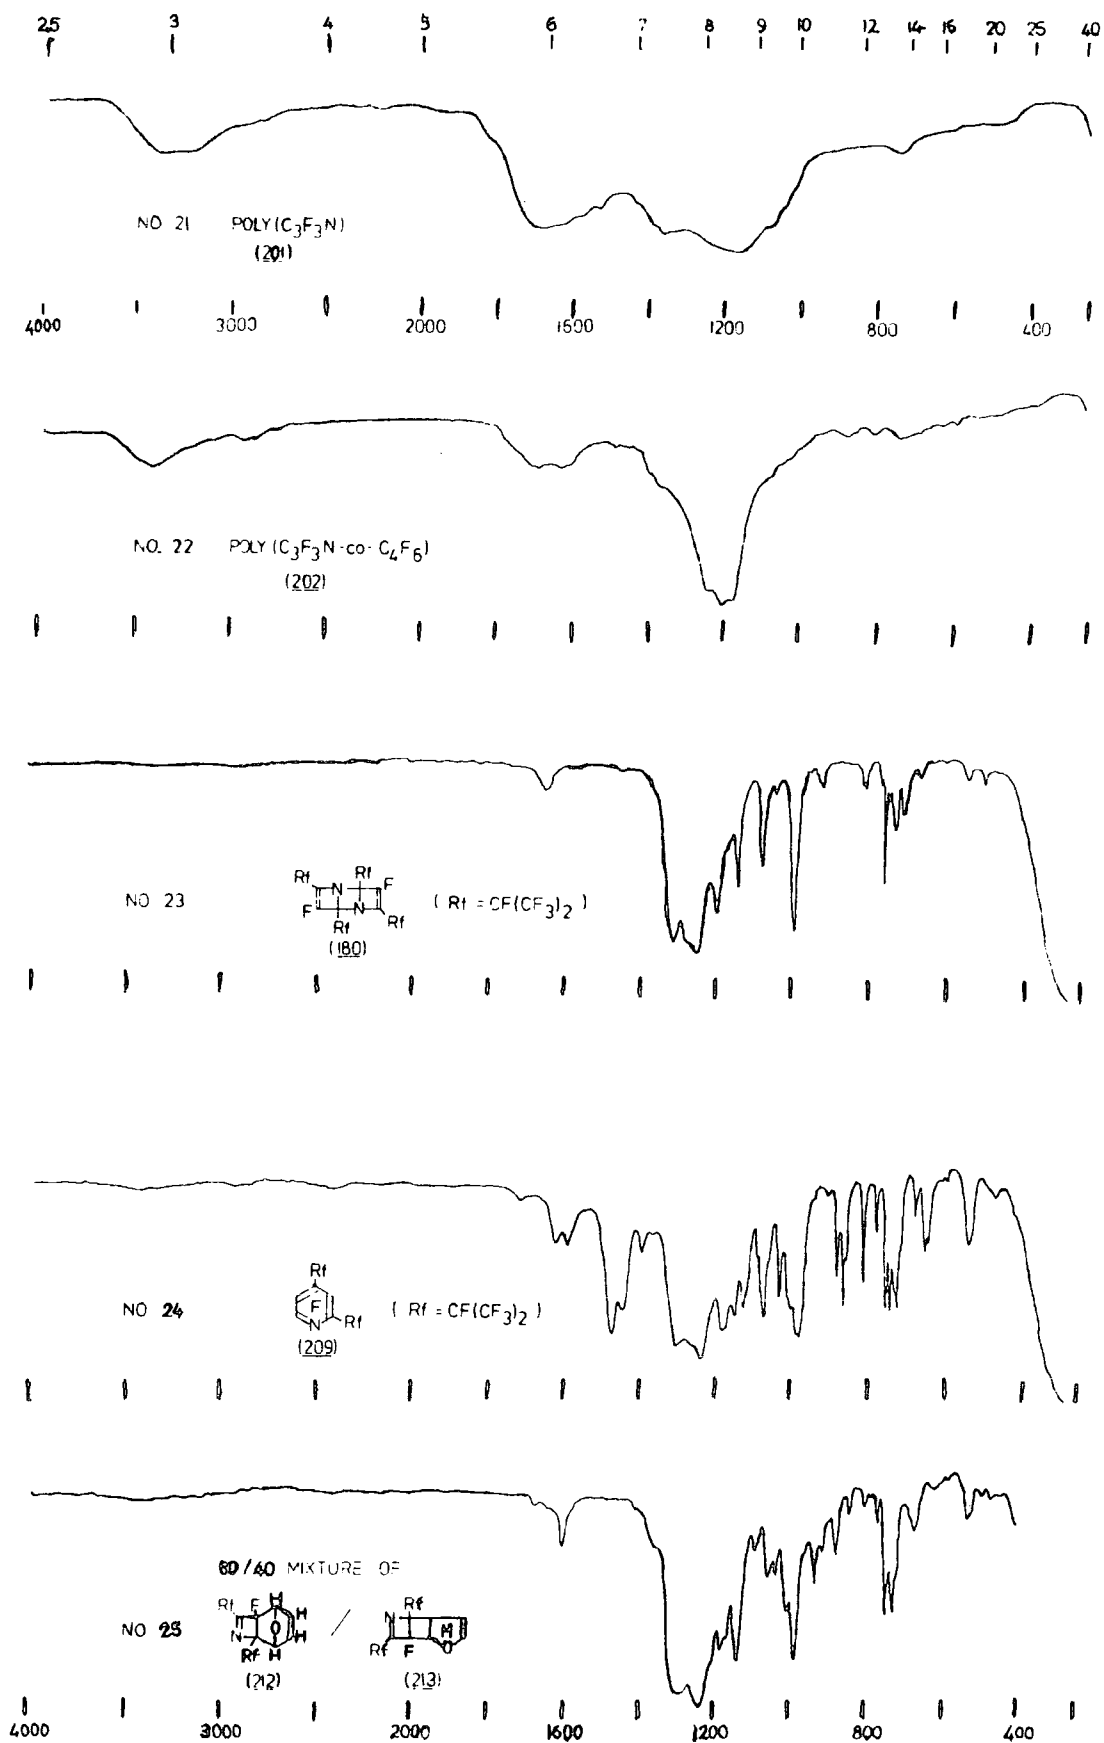 2.5 3 4 5 6 7 8 9 10 12 14 16 20 25 40
NO 21 POLY(C3F3N)
(201)
4000 3000 2000 1600 1200 800 400
NO. 22 POLY(C3F3N-co-C4F6)
(202)
Rf N Rf F
NO 23 ( Rf = CF(CF3)2 )
F Rf N Rf
(180)
Rf
F
NO 24 ( Rf = CF(CF3)2 )
N Rf
(209)
60/40 MIXTURE OF
Rf F H H
N Rf O H H
NO 25 /
(212)
N Rf
Rf F H O
(213)
4000 3000 2000 1600 1200 800 400